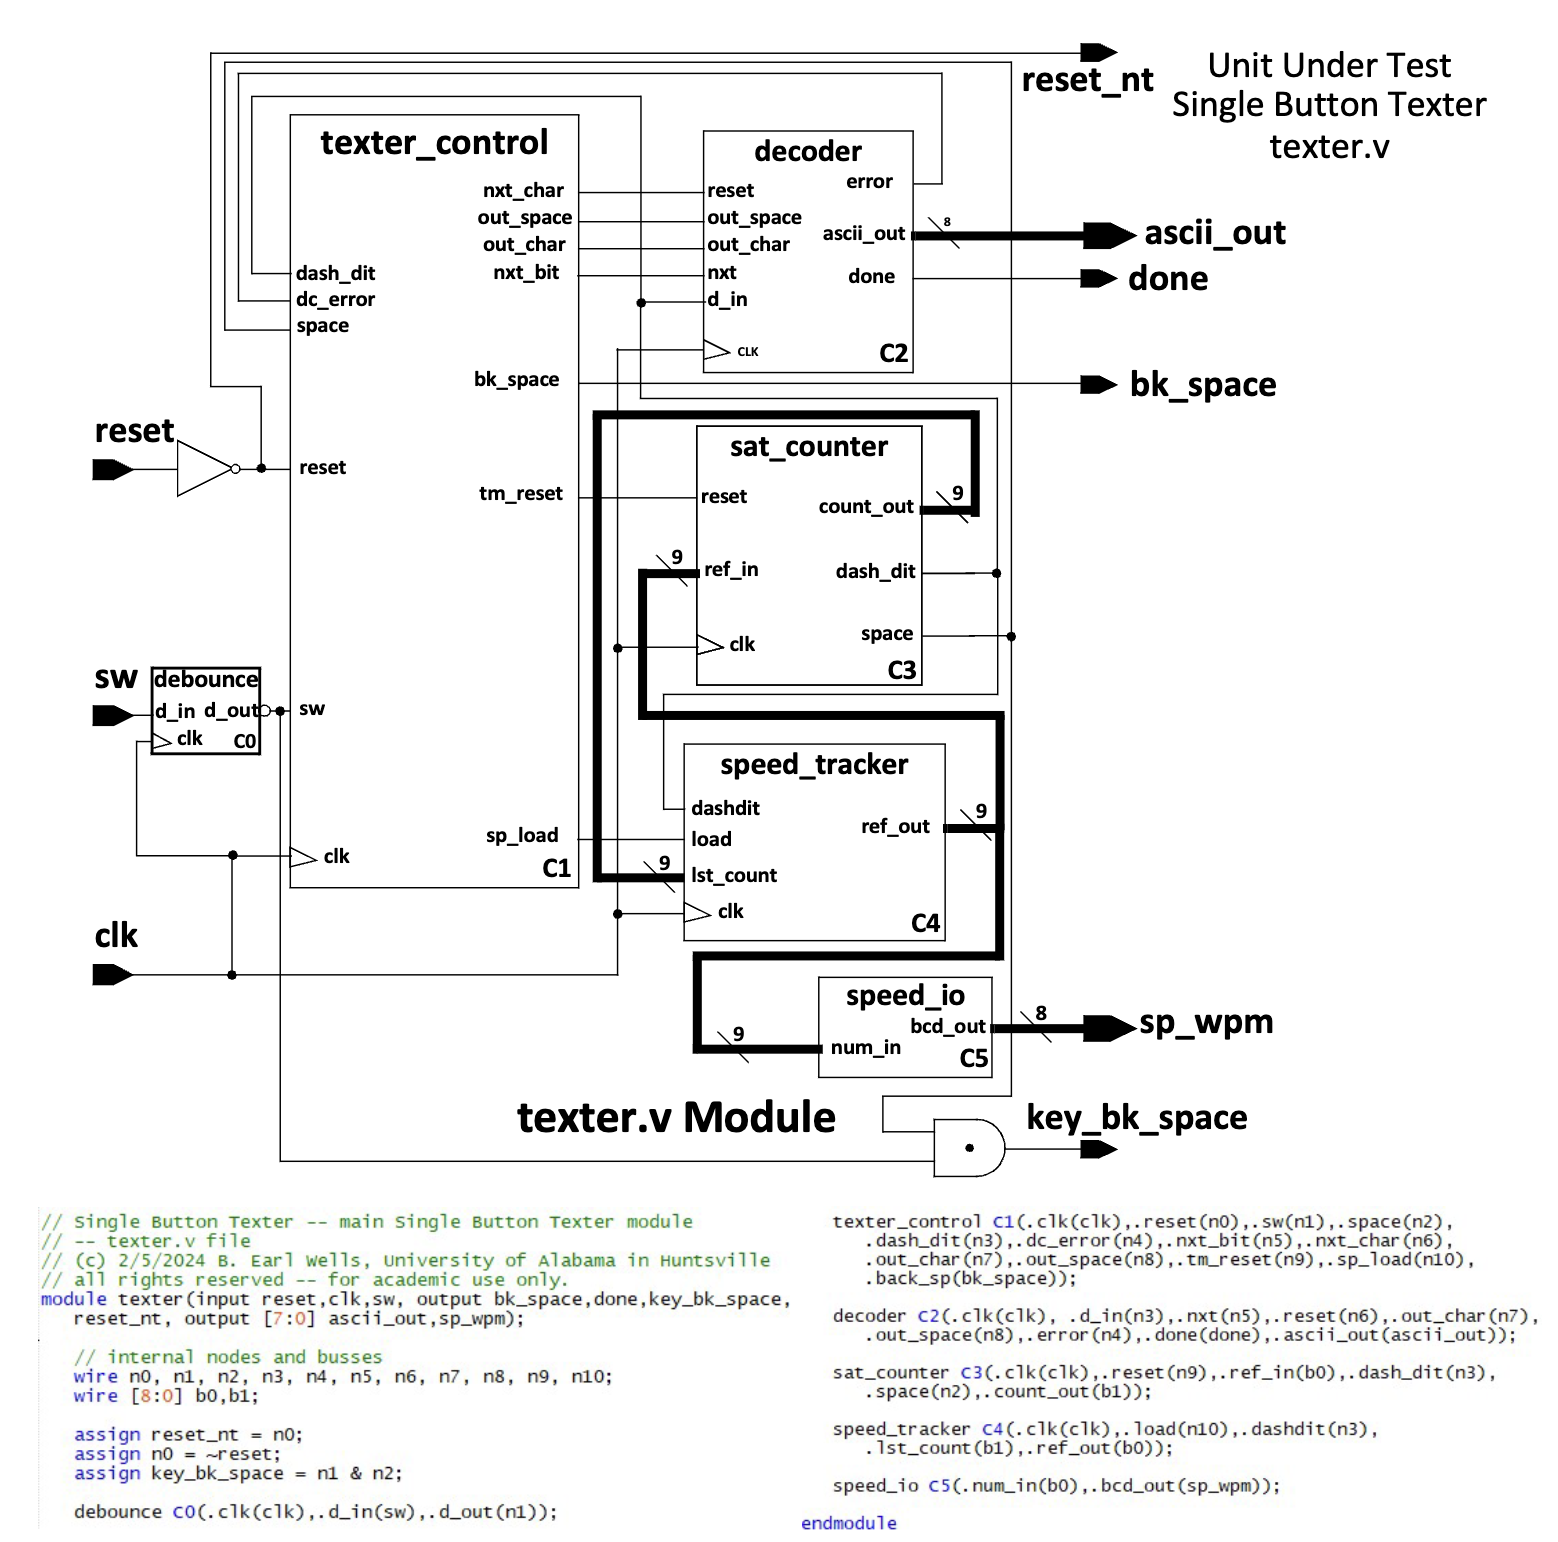 Unit Under Test
Single Button Texter
texter.v
reset_nt
texter_control
nxt_char
out_space
out_char
nxt_bit
dash_dit
dc_error
space
bk_space
reset
tm_reset
sw
sp_load
clk
C1
decoder
reset
out_space
out_char
nxt
d_in
CLK
error
ascii_out
done
C2
8
ascii_out
done
bk_space
reset
sat_counter
reset
count_out
9
9
ref_in
dash_dit
space
clk
C3
sw
debounce
d_in d_out
clk C0
speed_tracker
dashdit
load
lst_count
clk
ref_out
9
9
C4
clk
speed_io
bcd_out
num_in
C5
9
8
sp_wpm
texter.v Module
key_bk_space
// Single Button Texter -- main Single Button Texter module
// -- texter.v file
// (c) 2/5/2024 B. Earl Wells, University of Alabama in Huntsville
// all rights reserved -- for academic use only.
module texter(input reset,clk,sw, output bk_space,done,key_bk_space,
reset_nt, output [7:0] ascii_out,sp_wpm);
// internal nodes and busses
wire n0, n1, n2, n3, n4, n5, n6, n7, n8, n9, n10;
wire [8:0] b0,b1;
assign reset_nt = n0;
assign n0 = ~reset;
assign key_bk_space = n1 & n2;
debounce C0(.clk(clk),.d_in(sw),.d_out(n1));
texter_control C1(.clk(clk),.reset(n0),.sw(n1),.space(n2),
.dash_dit(n3),.dc_error(n4),.nxt_bit(n5),.nxt_char(n6),
.out_char(n7),.out_space(n8),.tm_reset(n9),.sp_load(n10),
.back_sp(bk_space));
decoder C2(.clk(clk), .d_in(n3),.nxt(n5),.reset(n6),.out_char(n7),
.out_space(n8),.error(n4),.done(done),.ascii_out(ascii_out));
sat_counter C3(.clk(clk),.reset(n9),.ref_in(b0),.dash_dit(n3),
.space(n2),.count_out(b1));
speed_tracker C4(.clk(clk),.load(n10),.dashdit(n3),
.lst_count(b1),.ref_out(b0));
speed_io C5(.num_in(b0),.bcd_out(sp_wpm));
endmodule